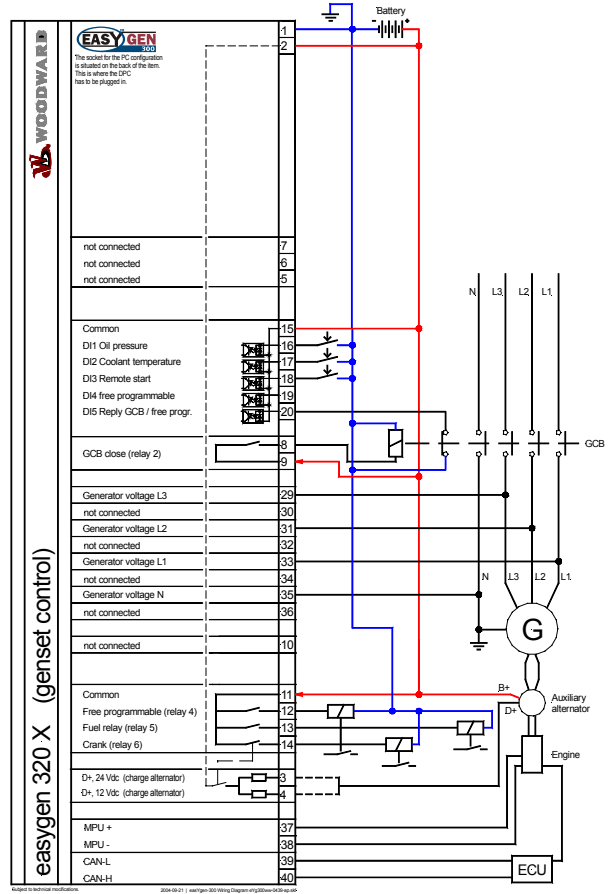 WOODWARD
easygen 320 X (genset control)
EASY GEN
300
The socket for the PC configuration
is situated on the back of the item.
This is where the DPC
has to be plugged in.
1
2
Battery
- +
not connected 7
not connected 6
not connected 5
Common 15
DI1 Oil pressure 16
DI2 Coolant temperature 17
DI3 Remote start 18
DI4 free programmable 19
DI5 Reply GCB / free progr. 20
N L3 L2 L1
GCB
GCB close (relay 2)
8
9
Generator voltage L3 29
not connected 30
Generator voltage L2 31
not connected 32
Generator voltage L1 33
not connected 34
Generator voltage N 35
not connected 36
not connected 10
N L3 L2 L1
G
Common 11
Free programmable (relay 4) 12
Fuel relay (relay 5) 13
Crank (relay 6) 14
B+
D+
Auxiliary
alternator
Engine
D+, 24 Vdc (charge alternator) 3
D+, 12 Vdc (charge alternator) 4
MPU + 37
MPU - 38
CAN-L 39
CAN-H 40
ECU
Subject to technical modifications.